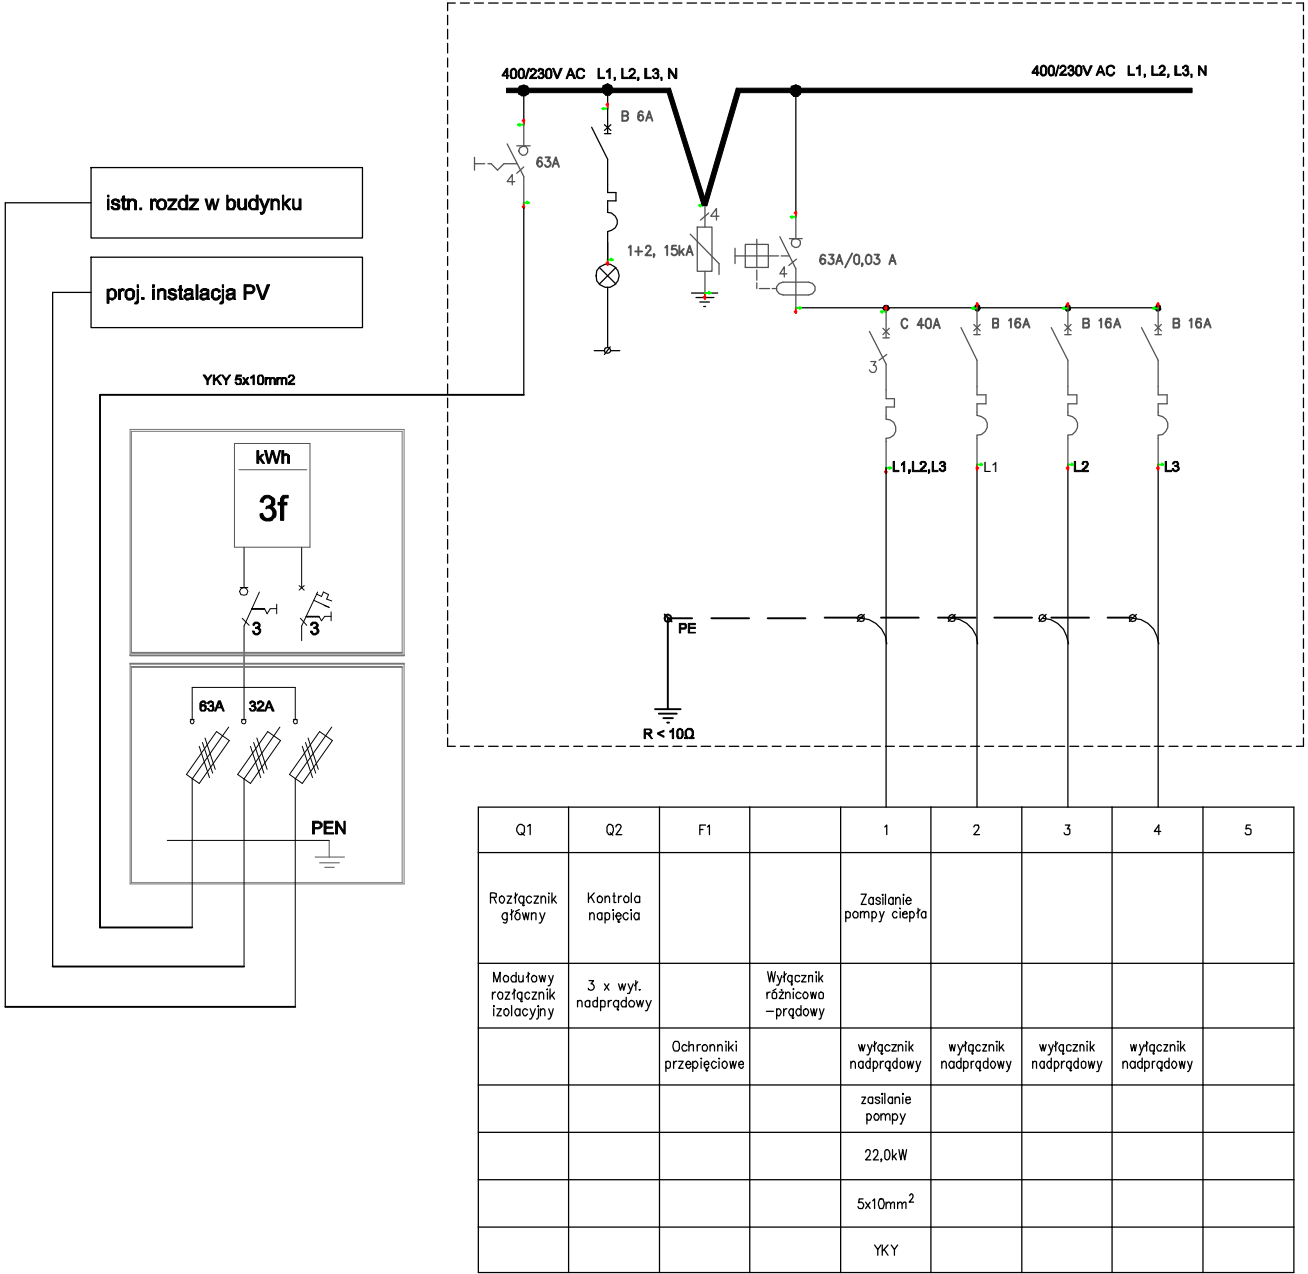 400/230V AC L1, L2, L3, N
400/230V AC L1, L2, L3, N
B 6A
63A
4
istn. rozdz w budynku
4
1+2, 15kA
63A/0,03 A
4
proj. instalacja PV
C 40A
B 16A
B 16A
B 16A
3
YKY 5x10mm2
kWh
3f
L1,L2,L3
L1
L2
L3
3
3
PE
63A
32A
R < 10Ω
PEN
Q1
Q2
F1
1
2
3
4
5
Rozłącznik
główny
Kontrola
napięcia
Zasilanie
pompy ciepła
Modułowy
rozłącznik
izolacyjny
3 x wył.
nadprądowy
Wyłącznik
różnicowo
-prądowy
Ochronniki
przepięciowe
wyłącznik
nadprądowy
wyłącznik
nadprądowy
wyłącznik
nadprądowy
wyłącznik
nadprądowy
zasilanie
pompy
22,0kW
5x10mm²
YKY